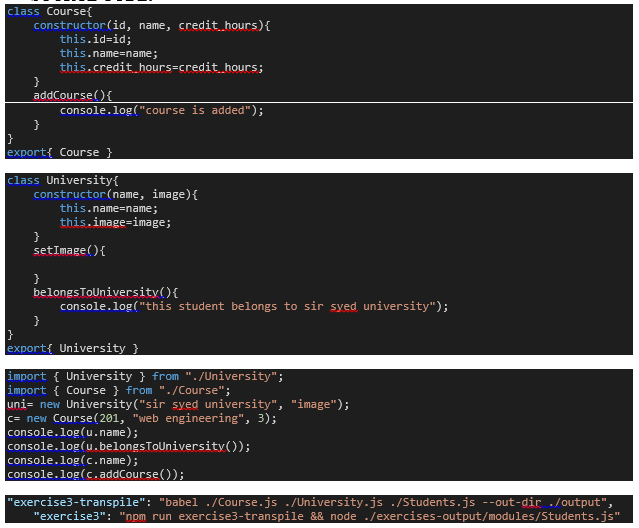 class Course{
constructor(id, name, credit_hours){
this.id=id;
this.name=name;
this.credit_hours=credit_hours;
}
addCourse(){
console.log("course is added");
}
}
export{ Course }
class University{
constructor(name, image){
this.name=name;
this.image=image;
}
setImage(){
}
belongsToUniversity(){
console.log("this student belongs to sir syed university");
}
}
export{ University }
import { University } from "./University";
import { Course } from "./Course";
uni= new University("sir syed university", "image");
c= new Course(201, "web engineering", 3);
console.log(u.name);
console.log(u.belongsToUniversity());
console.log(c.name);
console.log(c.addCourse());
"exercise3-transpile": "babel ./Course.js ./University.js ./Students.js --out-dir ./output",
"exercise3": "npm run exercise3-transpile && node ./exercises-output/modules/Students.js"